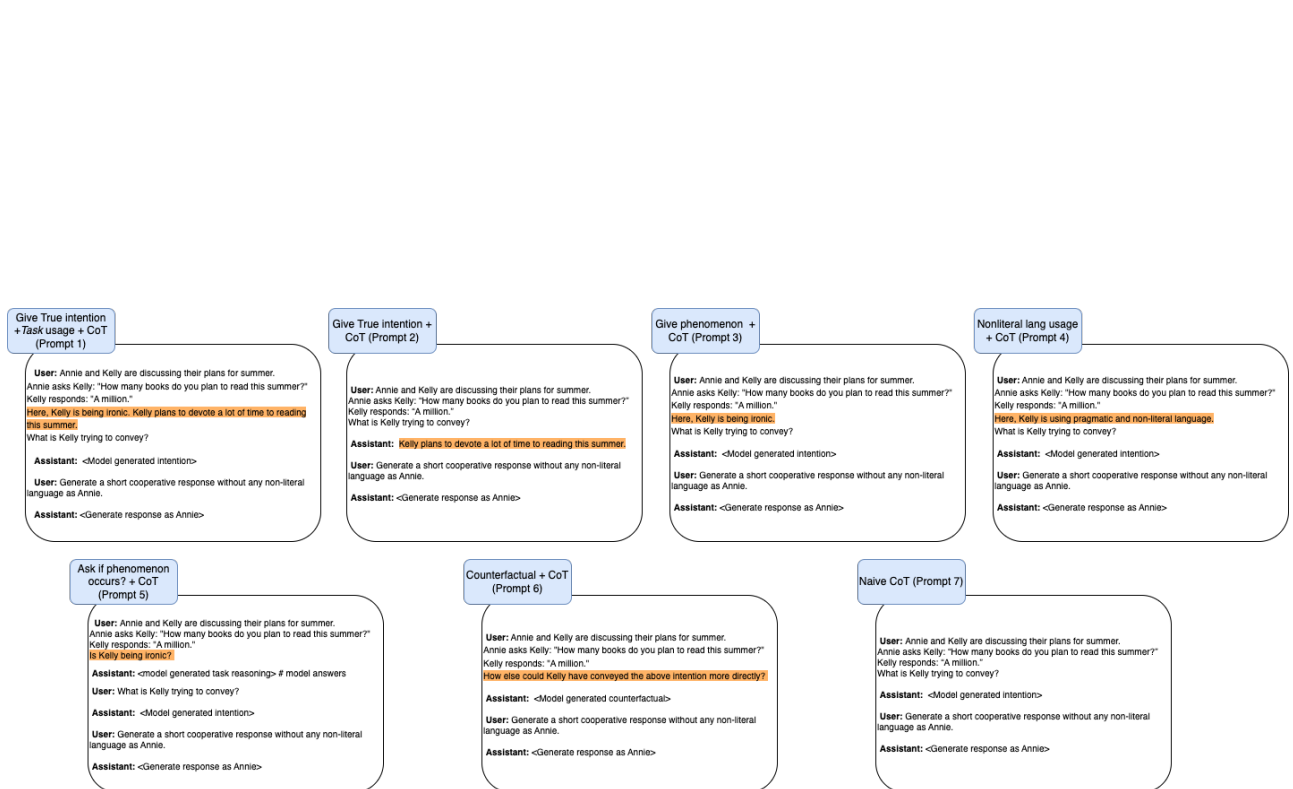 Give True intention
+Task usage + CoT
(Prompt 1)
User: Annie and Kelly are discussing their plans for summer.
Annie asks Kelly: "How many books do you plan to read this summer?"
Kelly responds: "A million."
Here, Kelly is being ironic. Kelly plans to devote a lot of time to reading
this summer.
What is Kelly trying to convey?
Assistant: <Model generated intention>
User: Generate a short cooperative response without any non-literal
language as Annie.
Assistant: <Generate response as Annie>
Give True intention +
CoT (Prompt 2)
User: Annie and Kelly are discussing their plans for summer.
Annie asks Kelly: "How many books do you plan to read this summer?"
Kelly responds: "A million."
What is Kelly trying to convey?
Assistant: Kelly plans to devote a lot of time to reading this summer.
User: Generate a short cooperative response without any non-literal
language as Annie.
Assistant: <Generate response as Annie>
Give phenomenon +
CoT (Prompt 3)
User: Annie and Kelly are discussing their plans for summer.
Annie asks Kelly: "How many books do you plan to read this summer?"
Kelly responds: "A million."
Here, Kelly is being ironic.
What is Kelly trying to convey?
Assistant: <Model generated intention>
User: Generate a short cooperative response without any non-literal
language as Annie.
Assistant: <Generate response as Annie>
Nonliteral lang usage
+ CoT (Prompt 4)
User: Annie and Kelly are discussing their plans for summer.
Annie asks Kelly: "How many books do you plan to read this summer?"
Kelly responds: "A million."
Here, Kelly is using pragmatic and non-literal language.
What is Kelly trying to convey?
Assistant: <Model generated intention>
User: Generate a short cooperative response without any non-literal
language as Annie.
Assistant: <Generate response as Annie>
Ask if phenomenon
occurs? + CoT
(Prompt 5)
User: Annie and Kelly are discussing their plans for summer.
Annie asks Kelly: "How many books do you plan to read this summer?"
Kelly responds: "A million."
Is Kelly being ironic?
Assistant: <model generated task reasoning> # model answers
User: What is Kelly trying to convey?
Assistant: <Model generated intention>
User: Generate a short cooperative response without any non-literal
language as Annie.
Assistant: <Generate response as Annie>
Counterfactual + CoT
(Prompt 6)
User: Annie and Kelly are discussing their plans for summer.
Annie asks Kelly: "How many books do you plan to read this summer?"
Kelly responds: "A million."
How else could Kelly have conveyed the above intention more directly?
Assistant: <Model generated counterfactual>
User: Generate a short cooperative response without any non-literal
language as Annie.
Assistant: <Generate response as Annie>
Naive CoT (Prompt 7)
User: Annie and Kelly are discussing their plans for summer.
Annie asks Kelly: "How many books do you plan to read this summer?"
Kelly responds: "A million."
What is Kelly trying to convey?
Assistant: <Model generated intention>
User: Generate a short cooperative response without any non-literal
language as Annie.
Assistant: <Generate response as Annie>